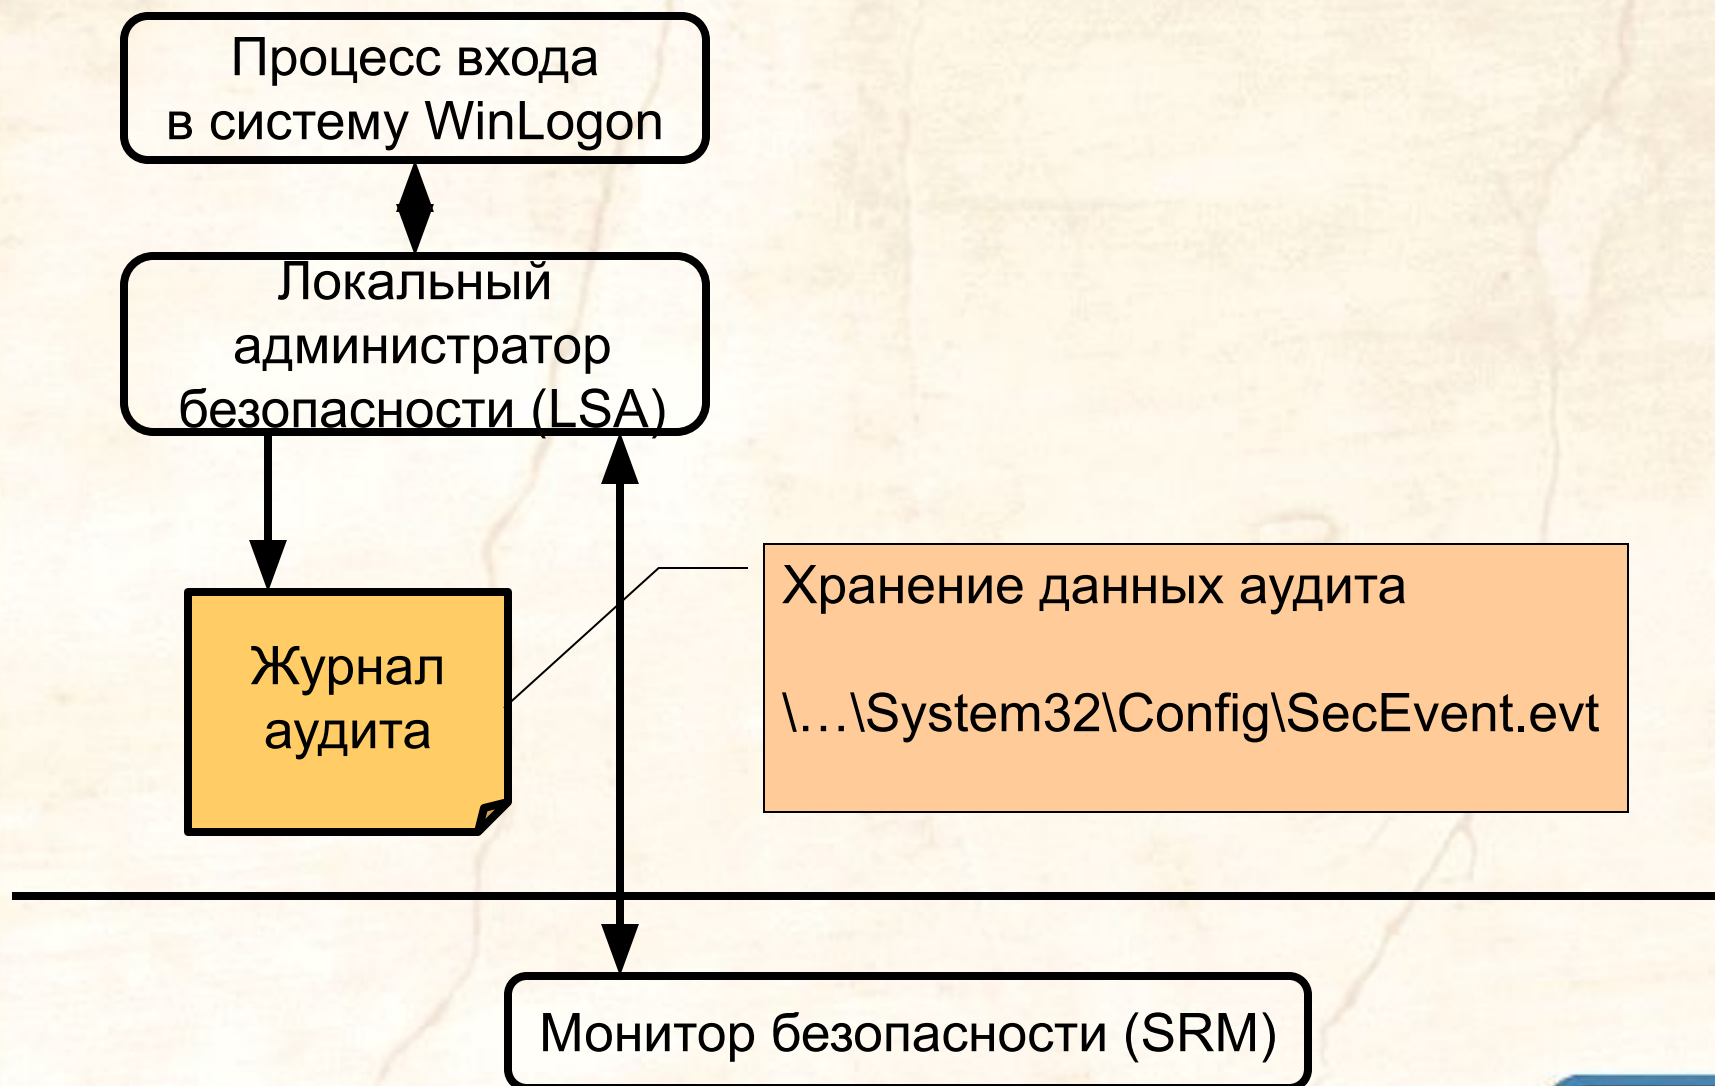 Процесс входа
в систему WinLogon
Локальный
администратор
безопасности (LSA)
Хранение данных аудита
\…\System32\Config\SecEvent.evt
Журнал
аудита
Монитор безопасности (SRM)